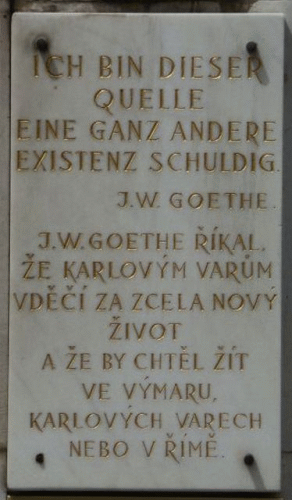 ICH BIN DIESER
QUELLE
EINE GANZ ANDERE
EXISTENZ SCHULDIG.
J.W. GOETHE.
J.W.GOETHE ŘÍKAL,
ŽE KARLOVÝM VARŮM
VDĚČÍ ZA ZCELA NOVÝ
ŽIVOT
A ŽE BY CHTĚL ŽÍT
VE VÝMARU,
KARLOVÝCH VARECH
NEBO V ŘÍMĚ.